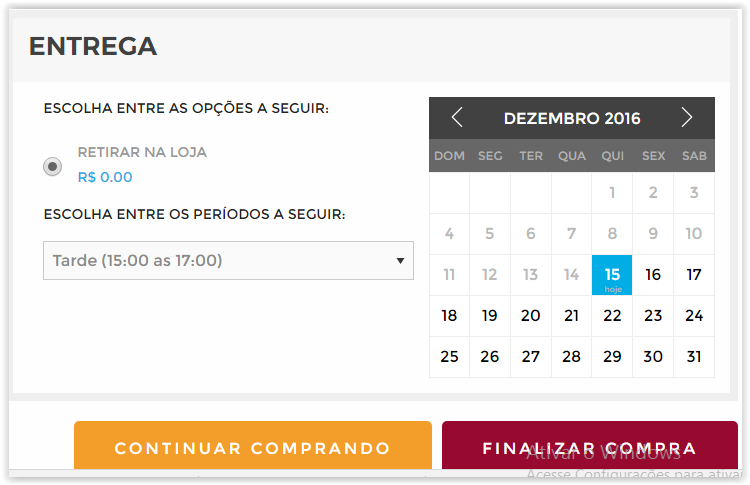 ENTREGA
ESCOLHA ENTRE AS OPÇÕES A SEGUIR:
RETIRAR NA LOJA
R$ 0.00
ESCOLHA ENTRE OS PERÍODOS A SEGUIR:
Tarde (15:00 as 17:00)
DEZEMBRO 2016
DOM SEG TER QUA QUI SEX SAB
1 2 3
4 5 6 7 8 9 10
11 12 13 14 15 16 17
hoje
18 19 20 21 22 23 24
25 26 27 28 29 30 31
CONTINUAR COMPRANDO
FINALIZAR COMPRA
Ativar o Windows
Acesse Configurações para ativar